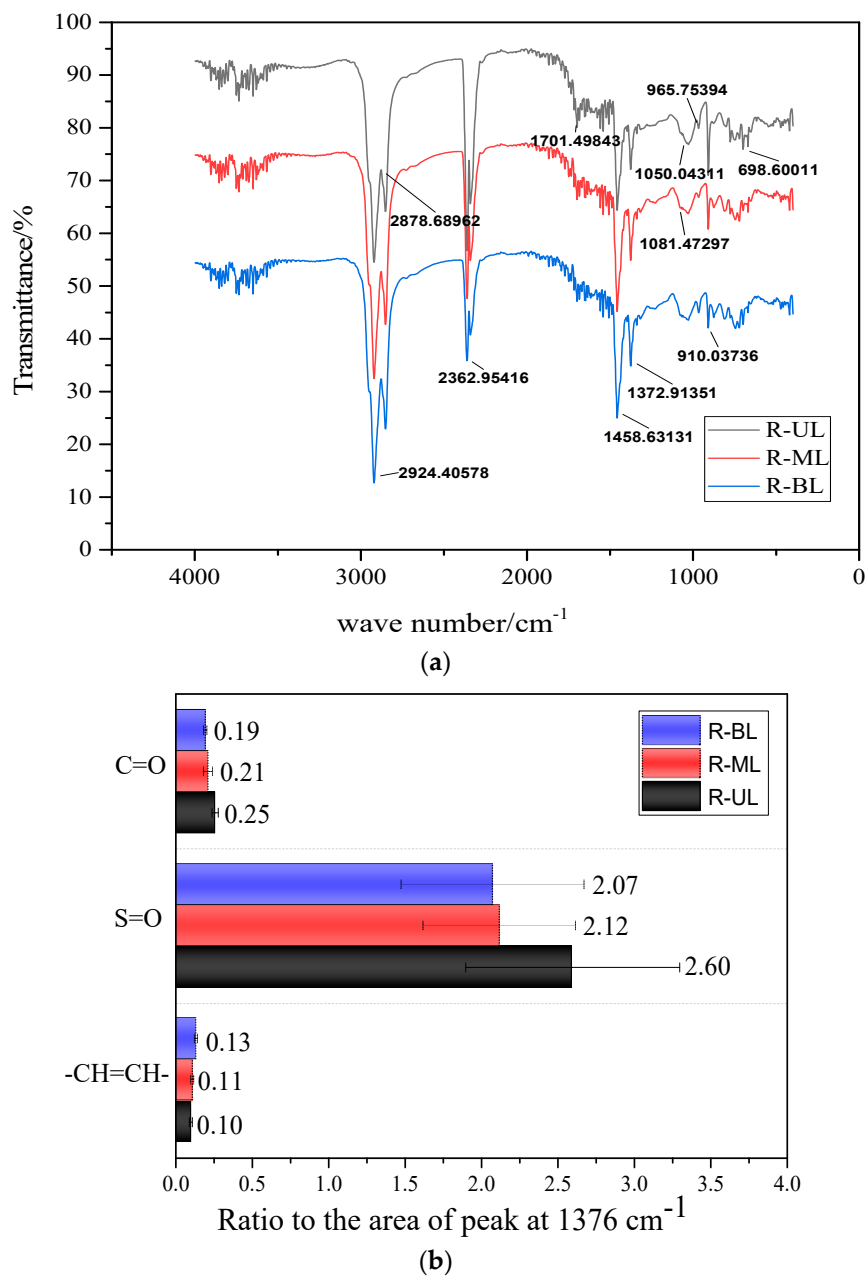 100
90
80
70
60
50
40
30
20
10
0
Transmittance/%
965.75394
1701.49843
1050.04311
698.60011
2878.68962
1081.47297
2362.95416
910.03736
1372.91351
1458.63131
2924.40578
R-UL
R-ML
R-BL
4000 3000 2000 1000 0
wave number/cm⁻¹
(a)
R-BL
R-ML
R-UL
C=O
0.19
0.21
0.25
S=O
2.07
2.12
2.60
-CH=CH-
0.13
0.11
0.10
0.0 0.5 1.0 1.5 2.0 2.5 3.0 3.5 4.0
Ratio to the area of peak at 1376 cm⁻¹
(b)